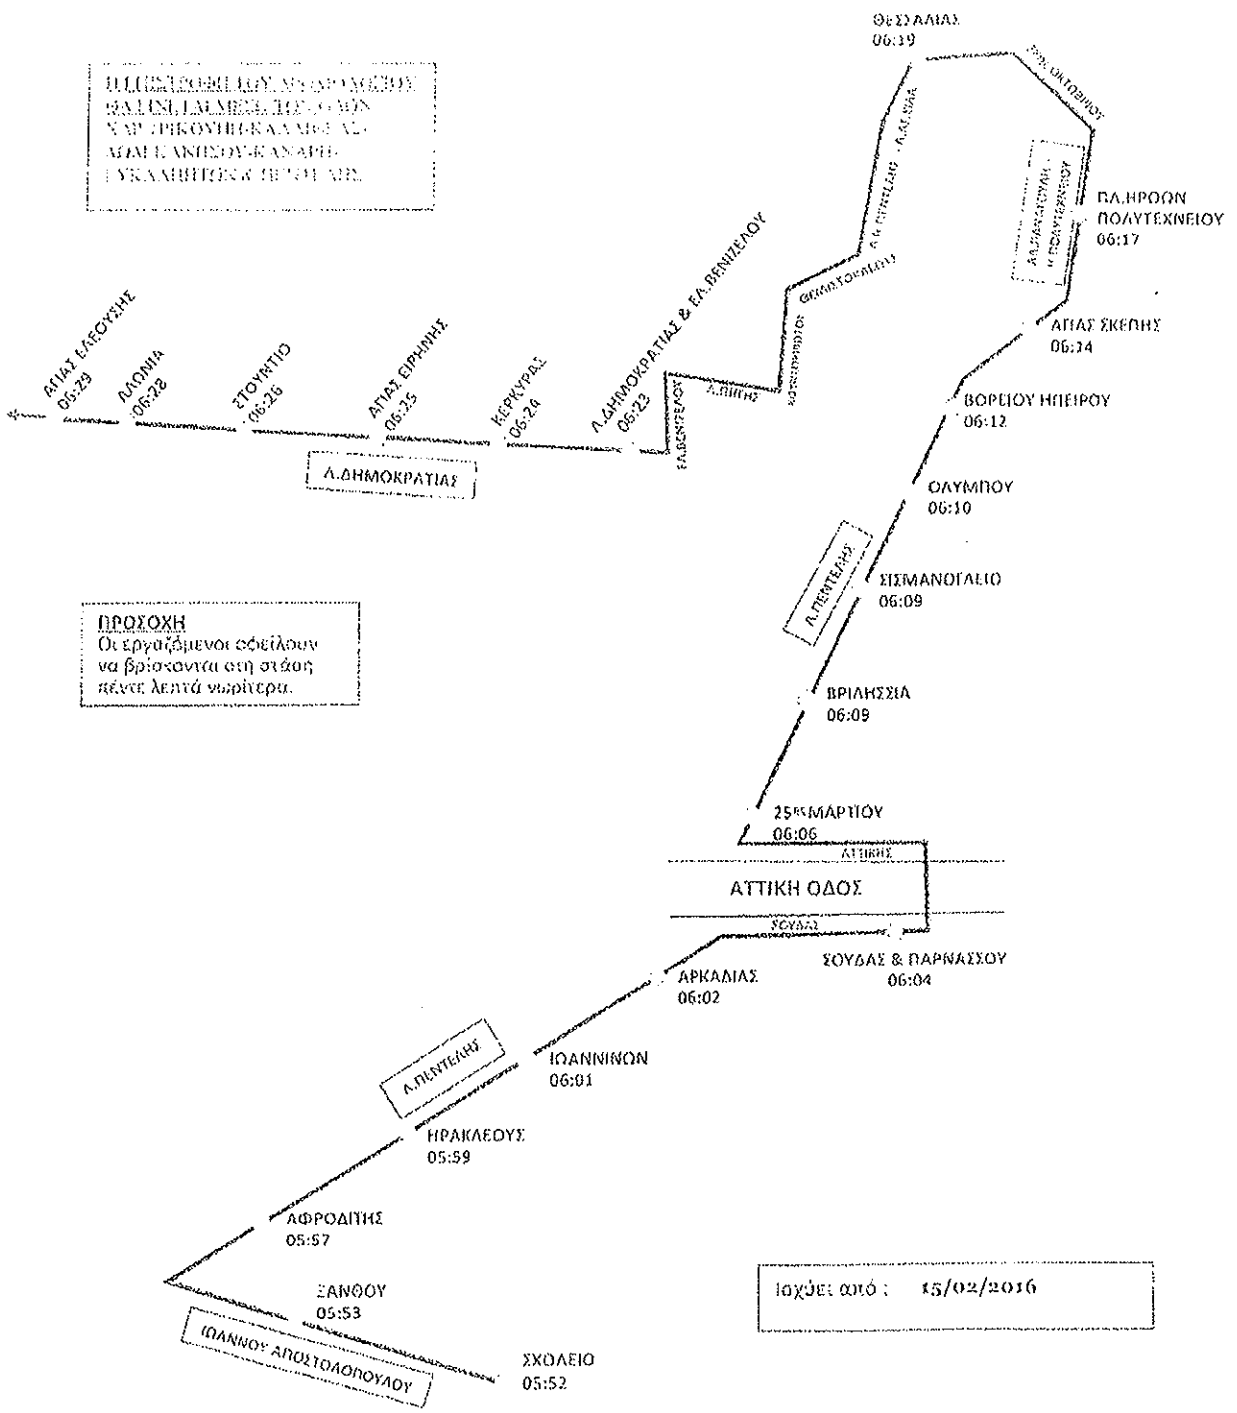 ΘΕΣΣΑΛΙΑΣ
06:19
ΟΚΤΩΒΡΙΟΥ
ΠΛ.ΗΡΩΩΝ
ΠΟΛΥΤΕΧΝΕΙΟΥ
06:17
ΑΓΙΑΣ ΣΚΕΠΗΣ
06:14
ΒΟΡΕΙΟΥ ΗΠΕΙΡΟΥ
06:12
ΟΛΥΜΠΟΥ
06:10
Λ.ΠΕΝΤΕΛΗΣ
ΣΙΣΜΑΝΟΓΛΕΙΟ
06:09
ΒΡΙΛΗΣΣΙΑ
06:09
25ης ΜΑΡΤΙΟΥ
06:06
ΑΤΤΙΚΗΣ
ΑΤΤΙΚΗ ΟΔΟΣ
ΣΟΥΔΑΣ
ΣΟΥΔΑΣ & ΠΑΡΝΑΣΣΟΥ
06:04
ΑΡΚΑΔΙΑΣ
06:02
Λ.ΠΕΝΤΕΛΗΣ
ΙΩΑΝΝΙΝΩΝ
06:01
ΗΡΑΚΛΕΟΥΣ
05:59
ΑΦΡΟΔΙΤΗΣ
05:57
ΞΑΝΘΟΥ
05:53
ΙΩΑΝΝΟΥ ΑΠΟΣΤΟΛΟΠΟΥΛΟΥ
ΣΧΟΛΕΙΟ
05:52
ΑΓΙΑΣ ΕΛΕΟΥΣΗΣ
06:29
ΑΛΩΝΙΑ
06:28
ΣΤΟΥΝΤΙΟ
06:26
ΑΓΙΑΣ ΕΙΡΗΝΗΣ
06:25
ΚΕΡΚΥΡΑΣ
06:24
Λ.ΔΗΜΟΚΡΑΤΙΑΣ & ΕΛ.ΒΕΝΙΖΕΛΟΥ
06:23
Λ.ΔΗΜΟΚΡΑΤΙΑΣ
ΕΛ.ΒΕΝΙΖΕΛΟΥ
Λ.ΠΗΓΗΣ
ΘΕΜΙΣΤΟΚΛΕΟΥΣ
ΠΡΟΣΟΧΗ
Οι εργαζόμενοι οφείλουν
να βρίσκονται στη στάση
πέντε λεπτά νωρίτερα.
Ισχύει από : 15/02/2016